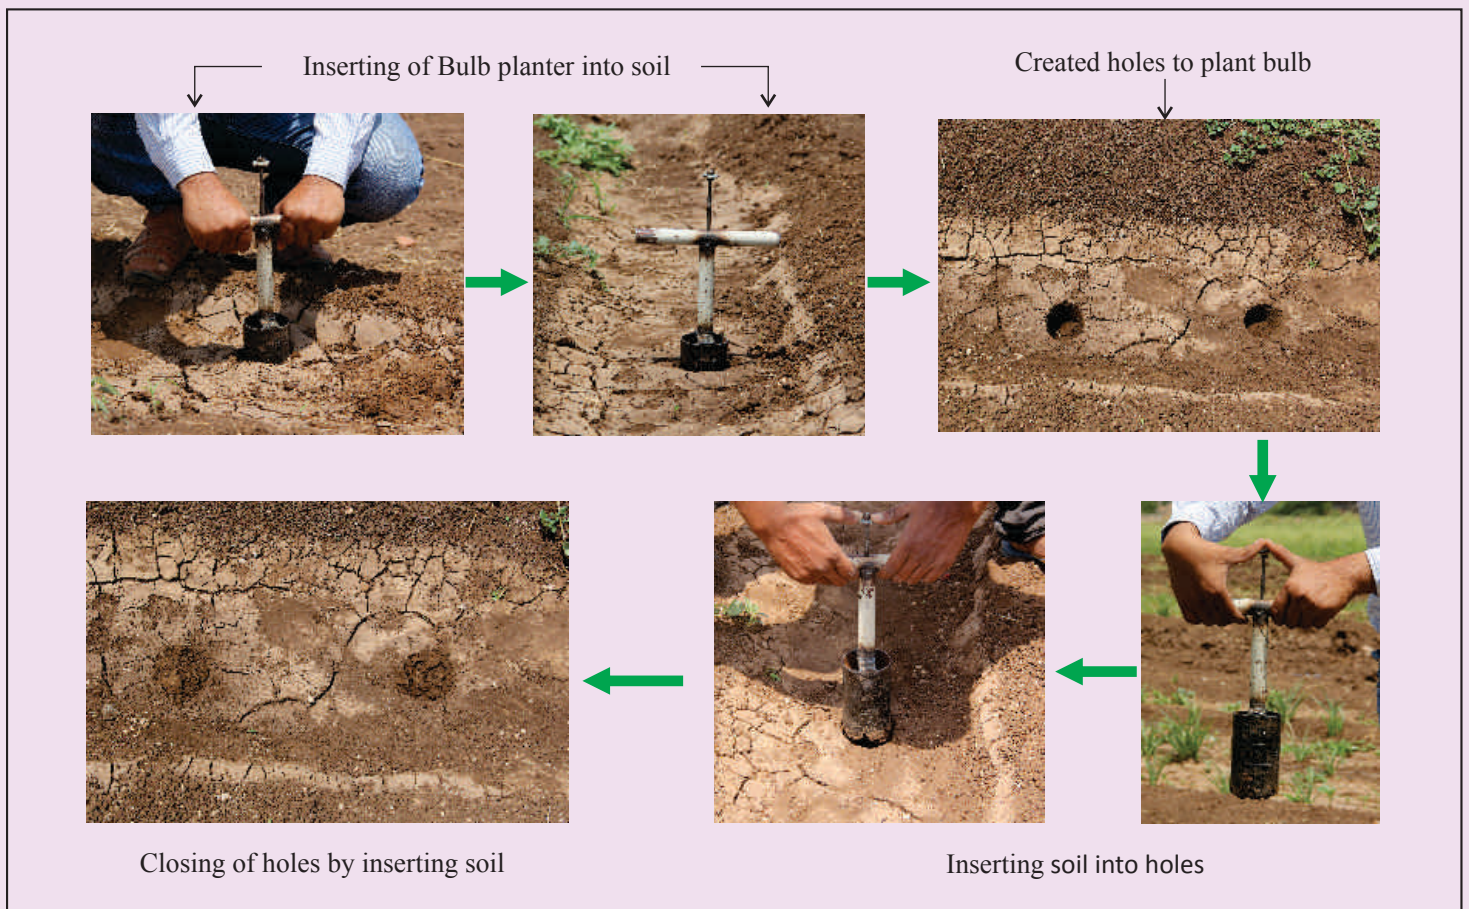 Inserting of Bulb planter into soil
Created holes to plant bulb
Closing of holes by inserting soil
Inserting soil into holes